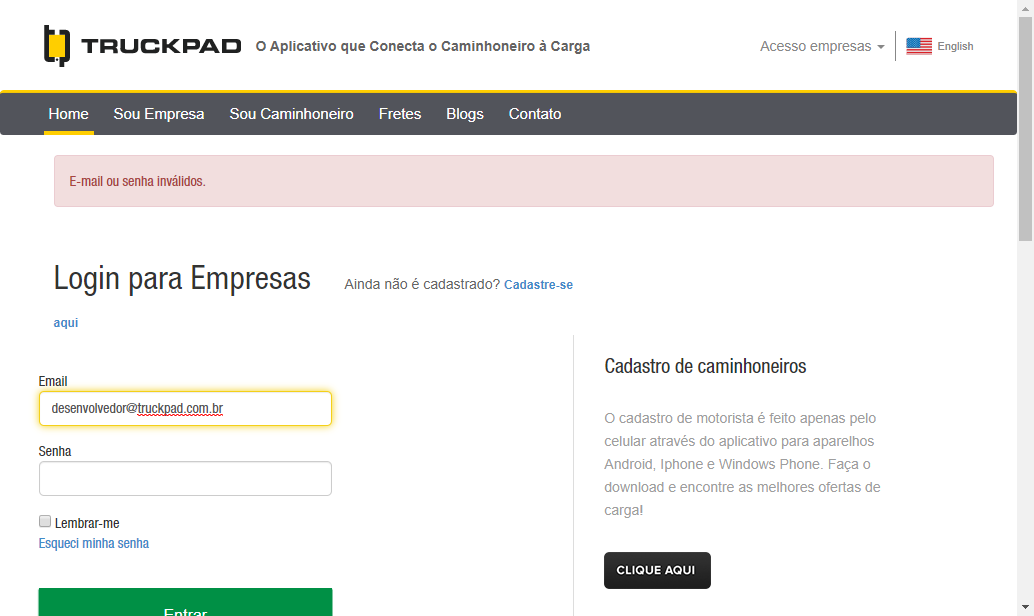 TRUCKPAD O Aplicativo que Conecta o Caminhoneiro à Carga Acesso empresas English
Home Sou Empresa Sou Caminhoneiro Fretes Blogs Contato
E-mail ou senha inválidos.
Login para Empresas Ainda não é cadastrado? Cadastre-se
aqui
Email
desenvolvedor@truckpad.com.br
Senha
Lembrar-me
Esqueci minha senha
Entrar
Cadastro de caminhoneiros
O cadastro de motorista é feito apenas pelo
celular através do aplicativo para aparelhos
Android, Iphone e Windows Phone. Faça o
download e encontre as melhores ofertas de
carga!
CLIQUE AQUI